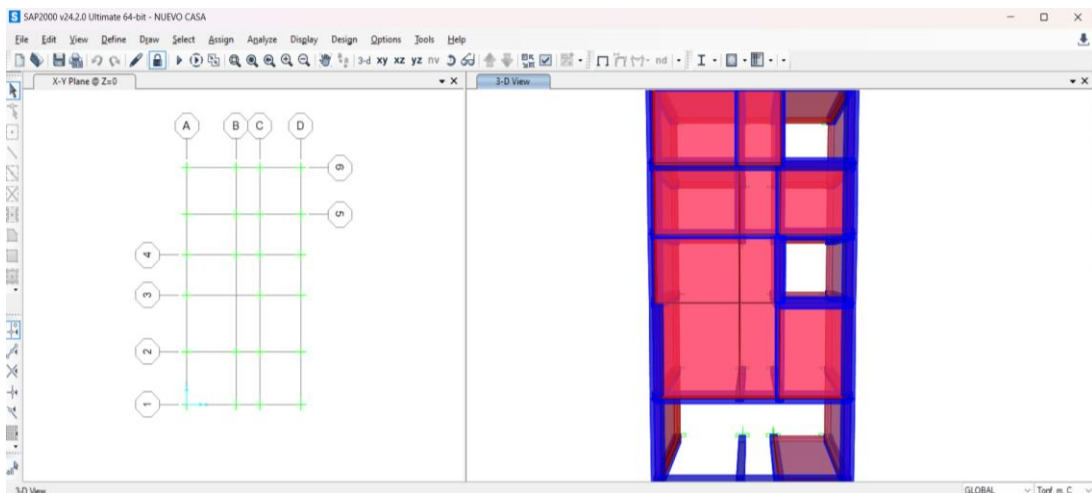 SAP2000 v24.2.0 Ultimate 64-bit - NUEVO CASA
File Edit View Define Draw Select Assign Analyze Display Design Options Tools Help
3-d xy xz yz nv nd
X-Y Plane @ Z=0
3-D View
A B C D
6
5
4
3
2
1
3-D View
GLOBAL
Tonf, m, C